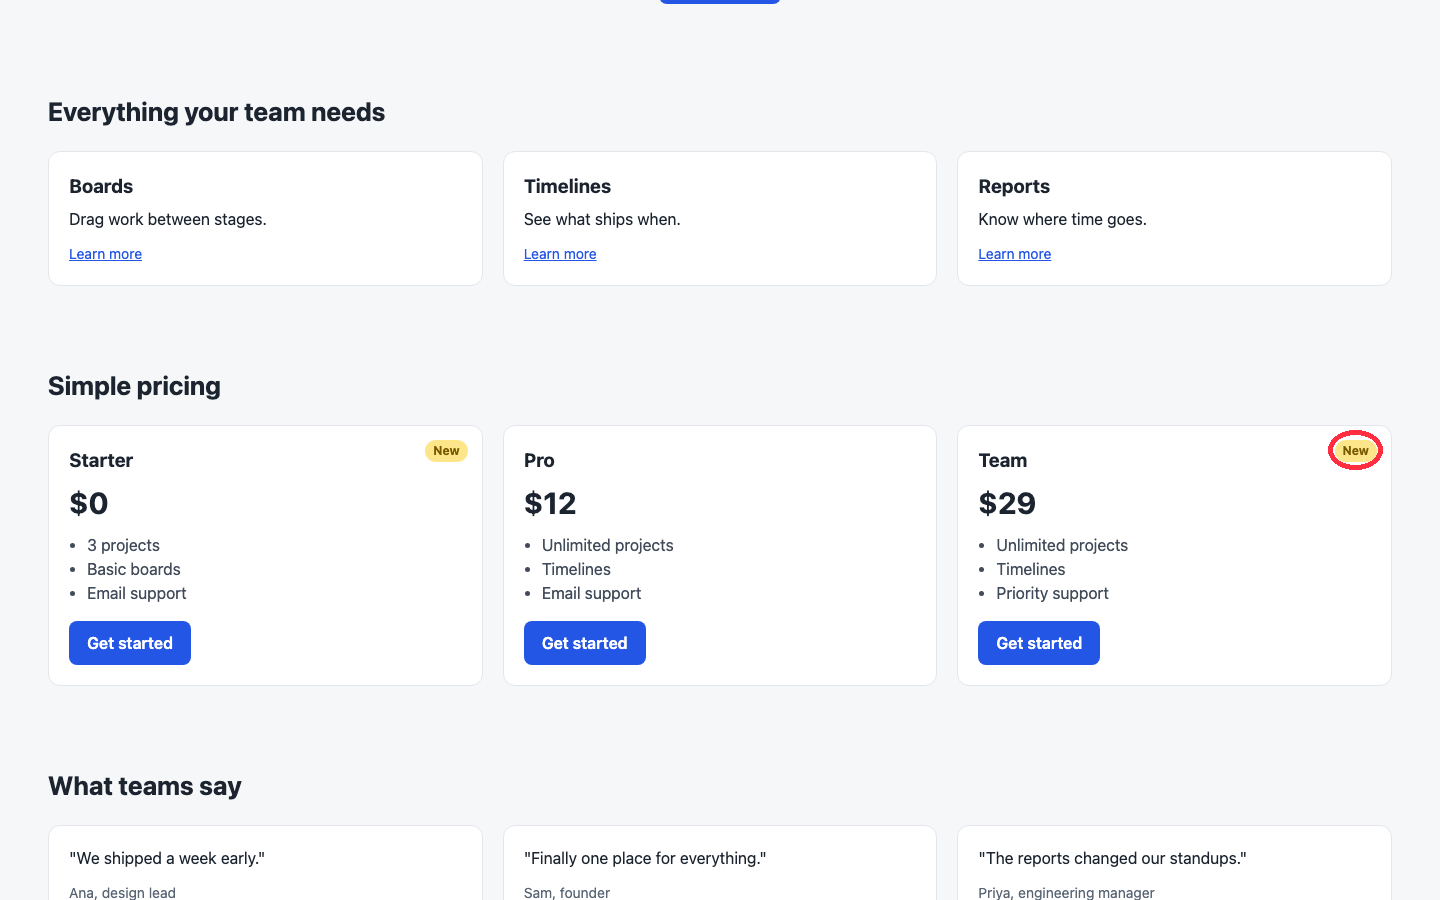 Everything your team needs
Boards
Drag work between stages.
Learn more
Timelines
See what ships when.
Learn more
Reports
Know where time goes.
Learn more
Simple pricing
Starter
New
$0
• 3 projects
• Basic boards
• Email support
Get started
Pro
$12
• Unlimited projects
• Timelines
• Email support
Get started
Team
New
$29
• Unlimited projects
• Timelines
• Priority support
Get started
What teams say
"We shipped a week early."
Ana, design lead
"Finally one place for everything."
Sam, founder
"The reports changed our standups."
Priya, engineering manager